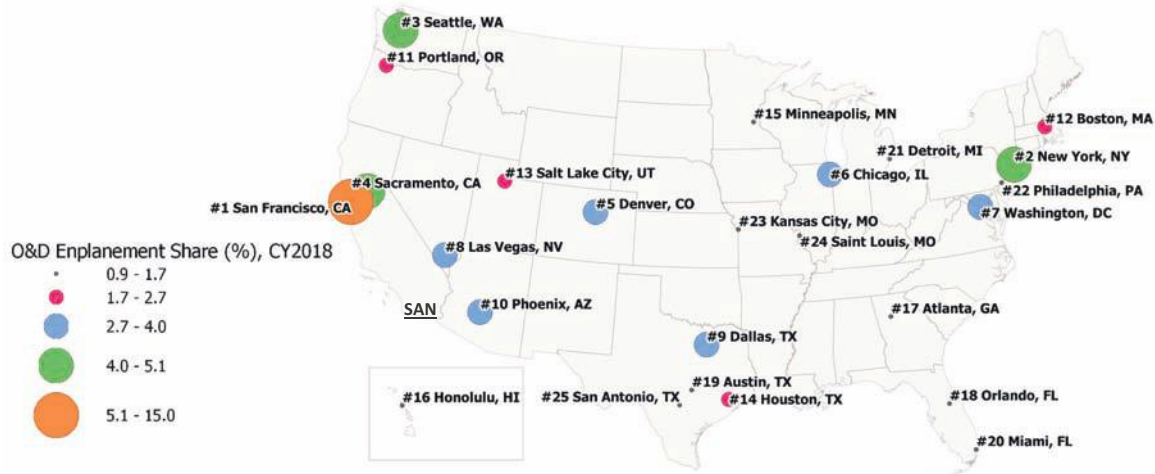 #3 Seattle, WA
#11 Portland, OR
#15 Minneapolis, MN
#12 Boston, MA
#21 Detroit, MI
#2 New York, NY
#13 Salt Lake City, UT
#6 Chicago, IL
#4 Sacramento, CA
#22 Philadelphia, PA
#1 San Francisco, CA
#5 Denver, CO
#7 Washington, DC
#23 Kansas City, MO
#24 Saint Louis, MO
#8 Las Vegas, NV
O&D Enplanement Share (%), CY2018
0.9 - 1.7
1.7 - 2.7
2.7 - 4.0
4.0 - 5.1
5.1 - 15.0
SAN
#10 Phoenix, AZ
#17 Atlanta, GA
#9 Dallas, TX
#19 Austin, TX
#16 Honolulu, HI
#25 San Antonio, TX
#14 Houston, TX
#18 Orlando, FL
#20 Miami, FL